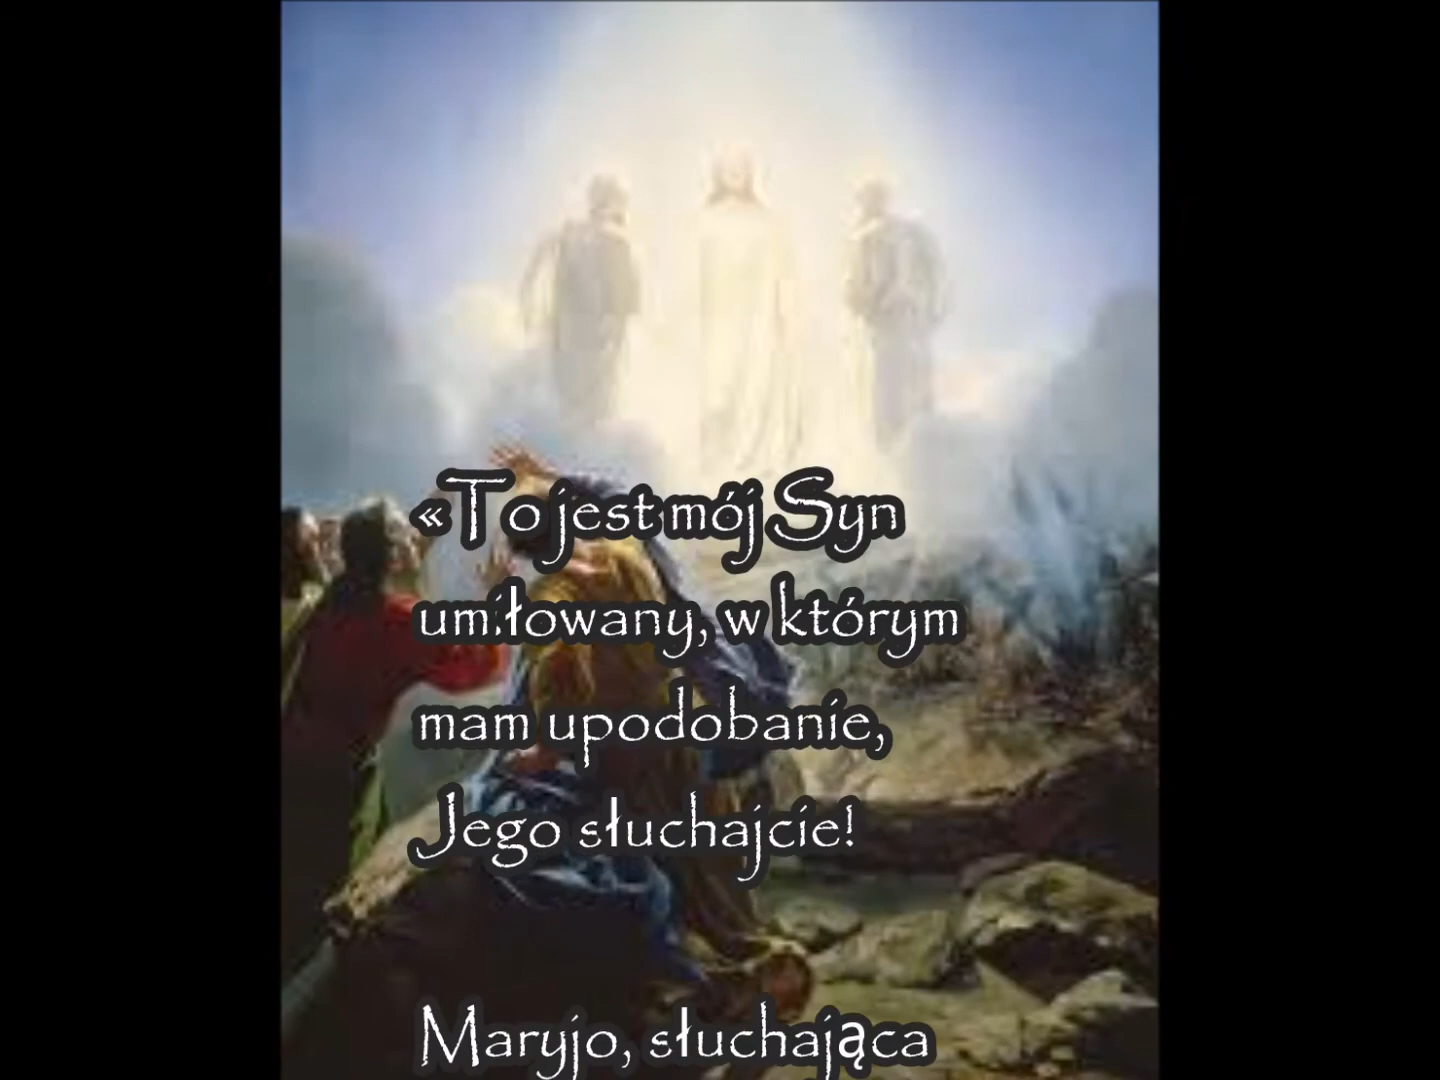 «To jest mój Syn
umiłowany, w którym
mam upodobanie,
Jego słuchajcie!
Maryjo, słuchająca